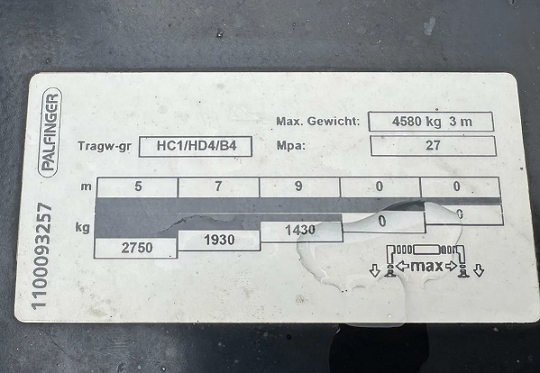 PALFINGER
1100093257
Max. Gewicht: 4580 kg 3 m
Tragw-gr HC1/HD4/B4 Mpa: 27
m 5 7 9 0 0
kg 2750 1930 1430 0 0
max